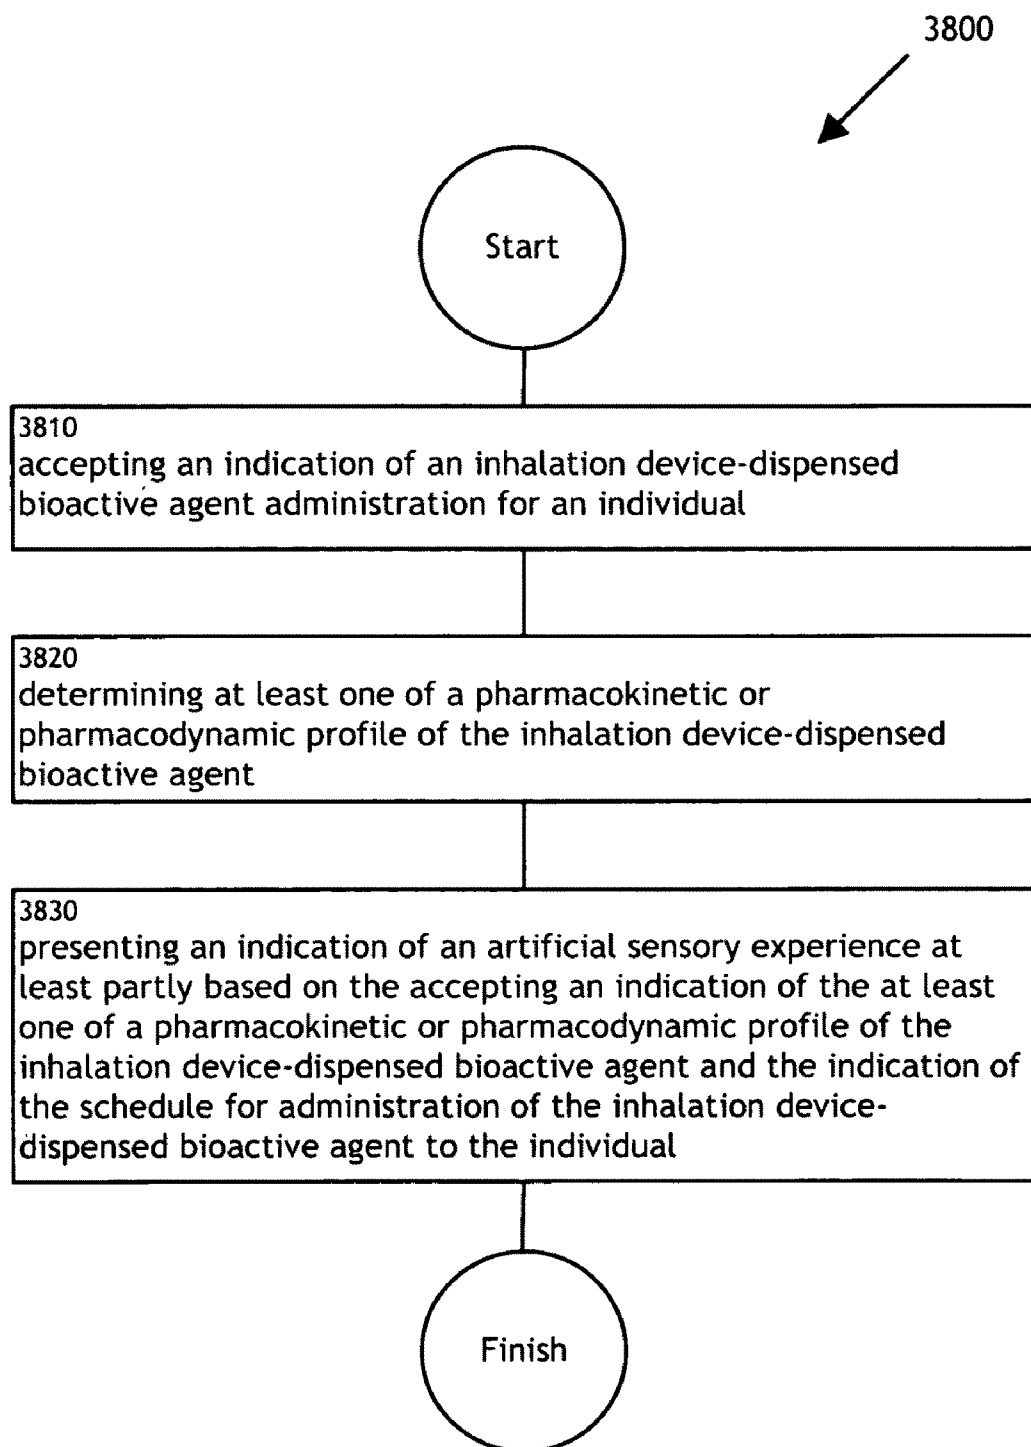 3800
Start
3810
accepting an indication of an inhalation device-dispensed
bioactive agent administration for an individual
3820
determining at least one of a pharmacokinetic or
pharmacodynamic profile of the inhalation device-dispensed
bioactive agent
3830
presenting an indication of an artificial sensory experience at
least partly based on the accepting an indication of the at least
one of a pharmacokinetic or pharmacodynamic profile of the
inhalation device-dispensed bioactive agent and the indication of
the schedule for administration of the inhalation device-
dispensed bioactive agent to the individual
Finish